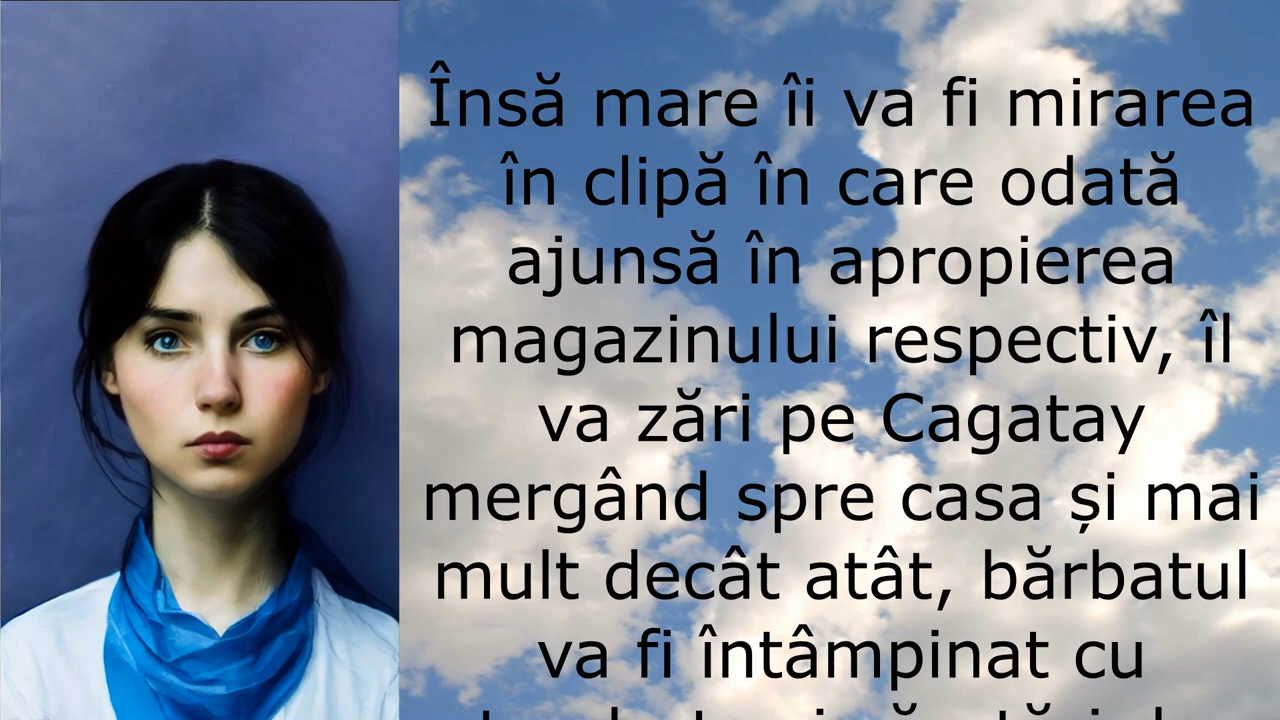 Însă mare îi va fi mirarea
în clipă în care odată
ajunsă în apropierea
magazinului respectiv, îl
va zări pe Cagatay
mergând spre casa și mai
mult decât atât, bărbatul
va fi întâmpinat cu